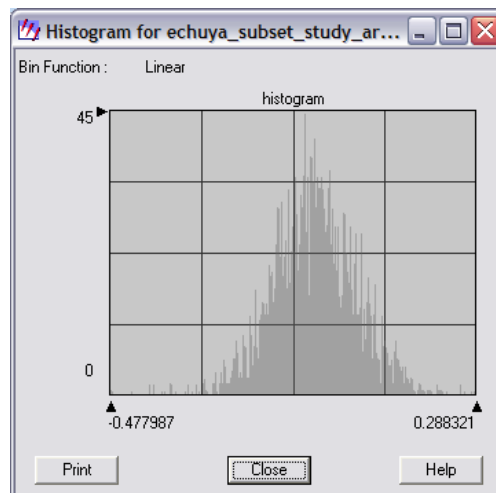 Histogram for echuya_subset_study_ar...
Bin Function : Linear
histogram
45
0
-0.477987 0.288321
Print Close Help